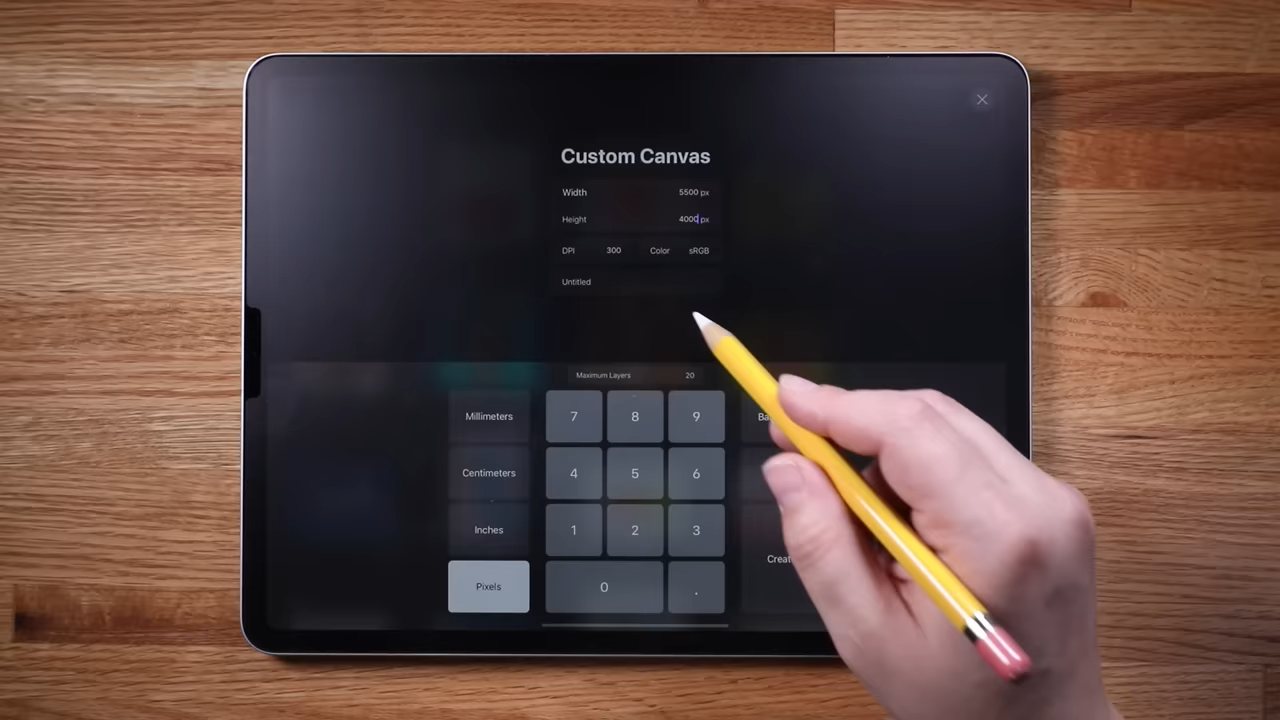 Custom Canvas
Width 5500 px
Height 4000 px
DPI 300 Color sRGB
Untitled
Maximum Layers 20
Millimeters 7 8 9
Centimeters 4 5 6
Inches 1 2 3
Pixels 0 .